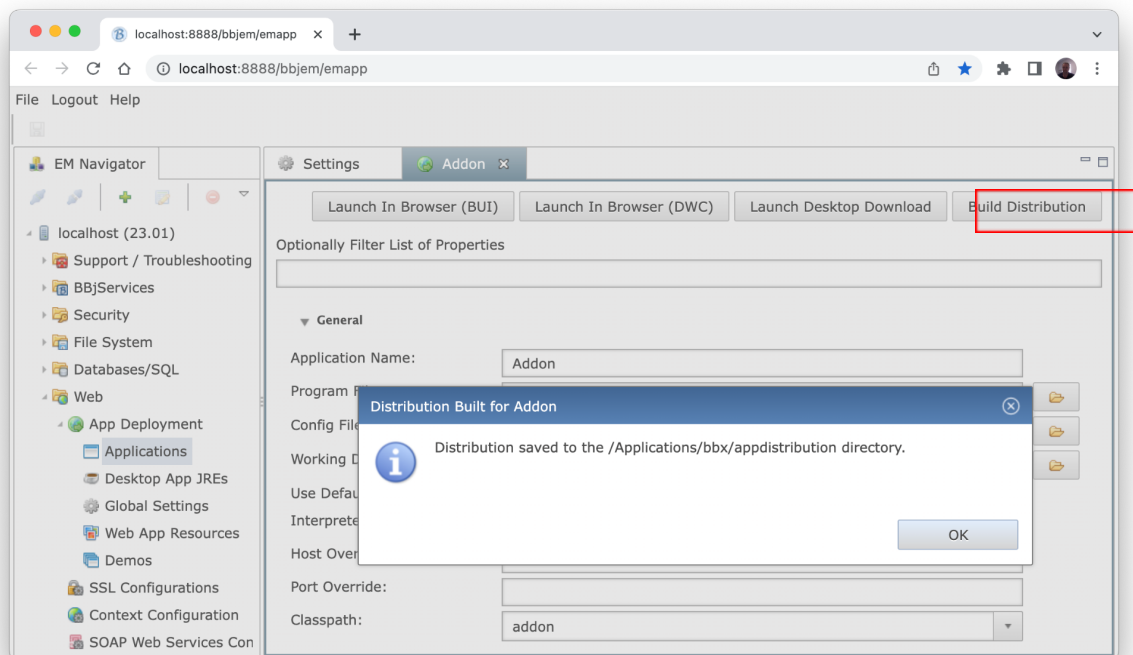 localhost:8888/bbjem/emapp
localhost:8888/bbjem/emapp
File Logout Help
EM Navigator
Settings
Addon
Launch In Browser (BUI)
Launch In Browser (DWC)
Launch Desktop Download
Build Distribution
localhost (23.01)
Support / Troubleshooting
BBjServices
Security
File System
Databases/SQL
Web
App Deployment
Applications
Desktop App JREs
Global Settings
Web App Resources
Demos
SSL Configurations
Context Configuration
SOAP Web Services Con
Optionally Filter List of Properties
General
Application Name:
Addon
Program F
Config File
Working D
Use Defau
Interprete
Host Over
Port Override:
Classpath:
addon
Distribution Built for Addon
Distribution saved to the /Applications/bbx/appdistribution directory.
OK